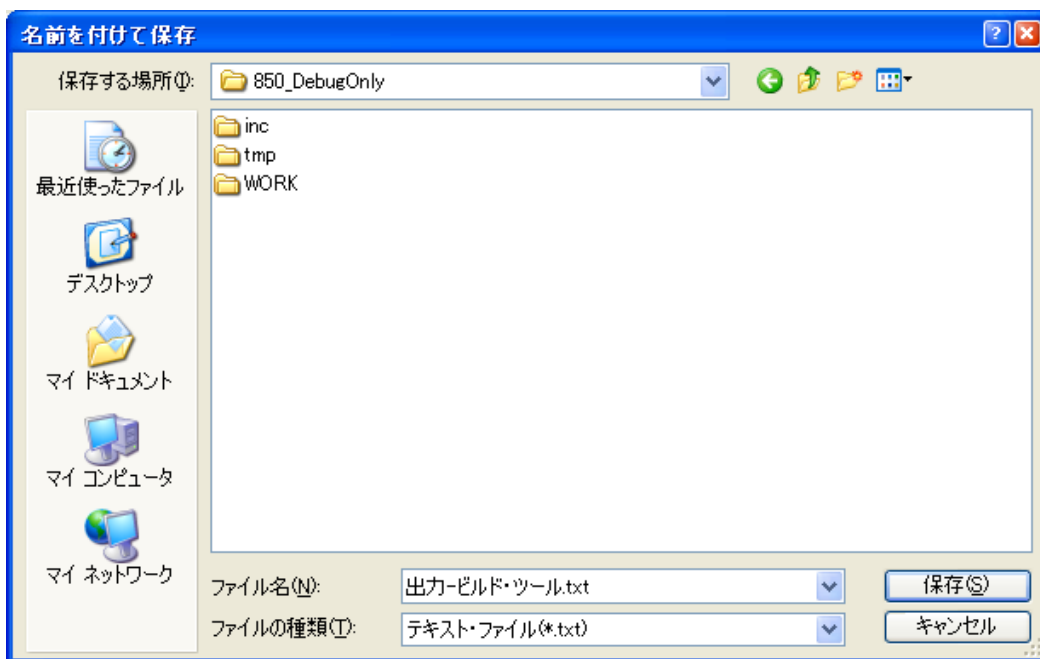 名前を付けて保存
保存する場所(I):
850_DebugOnly
inc
tmp
WORK
最近使ったファイル
デスクトップ
マイ ドキュメント
マイ コンピュータ
マイ ネットワーク
ファイル名(N):
出力-ビルド・ツール.txt
保存(S)
ファイルの種類(T):
テキスト・ファイル(*.txt)
キャンセル